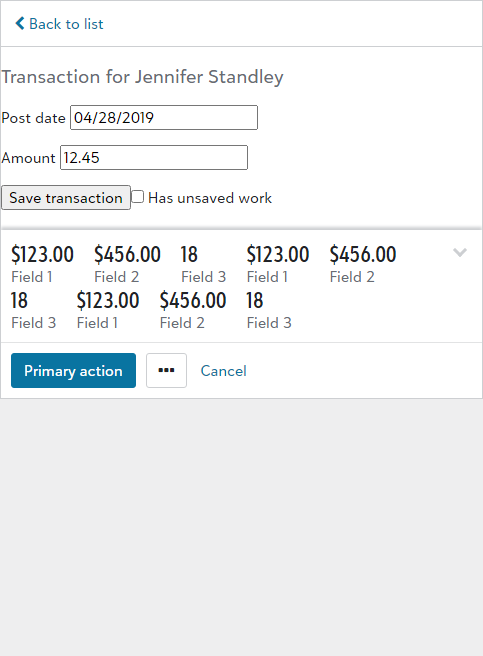 Back to list
Transaction for Jennifer Standley
Post date 04/28/2019
Amount 12.45
Save transaction Has unsaved work
$123.00 $456.00 18 $123.00 $456.00
Field 1 Field 2 Field 3 Field 1 Field 2
18 $123.00 $456.00 18
Field 3 Field 1 Field 2 Field 3
Primary action ••• Cancel